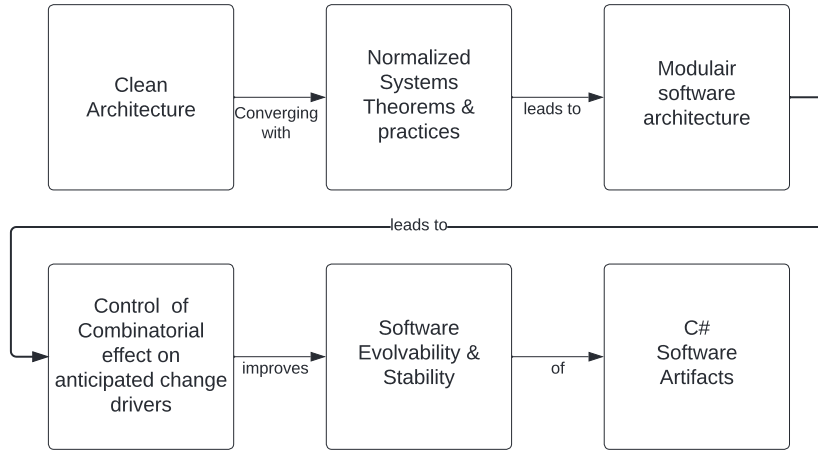 Clean
Architecture
Converging
with
Normalized
Systems
Theorems &
practices
leads to
Modulair
software
architecture
leads to
Control of
Combinatorial
effect on
anticipated change
drivers
improves
Software
Evolvability &
Stability
of
C#
Software
Artifacts